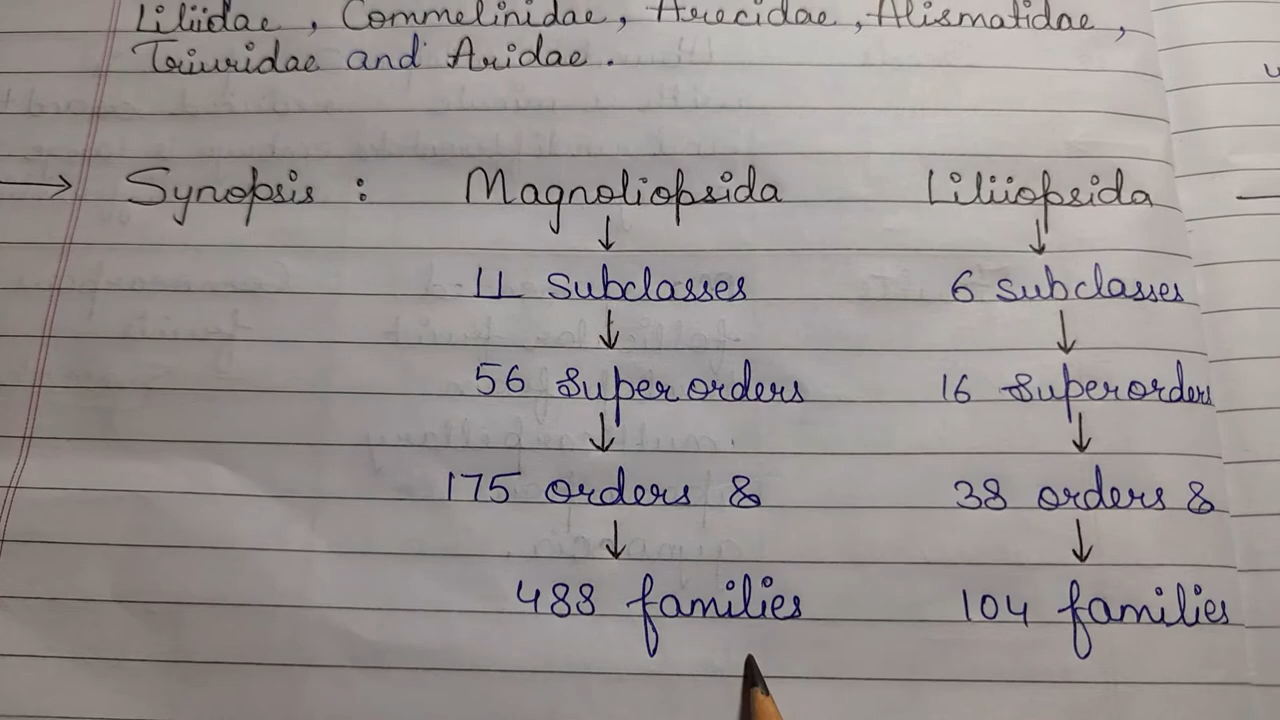 Liliidae , Commelinidae, Arecidae, Alismatidae,
Triuridae and Aridae.
→ Synopsis : Magnoliopsida Liliiopsida
↓ ↓
11 subclasses 6 subclasses
↓ ↓
56 Superorders 16 Superorders
↓ ↓
175 orders & 38 orders &
↓ ↓
488 families 104 families